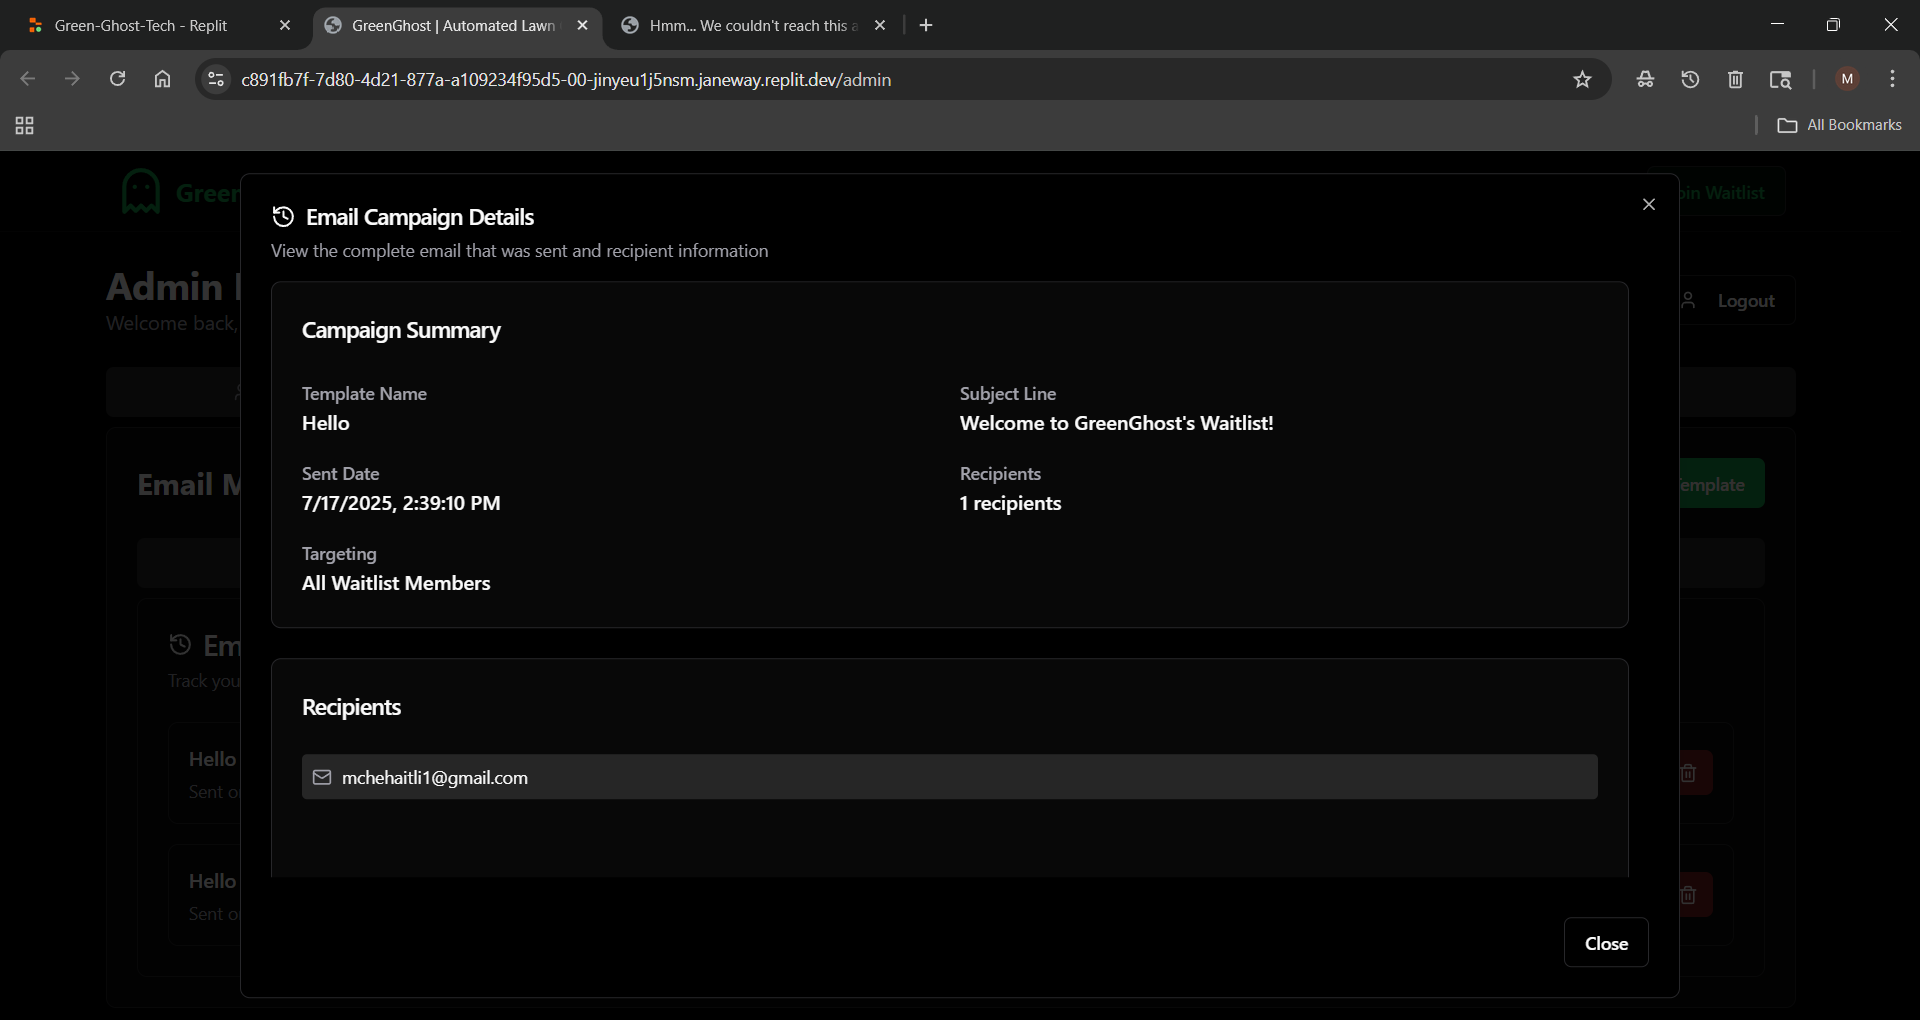 Green-Ghost-Tech - Replit
GreenGhost | Automated Lawn
Hmm... We couldn't reach this a
c891fb7f-7d80-4d21-877a-a109234f95d5-00-jinyeu1j5nsm.janeway.replit.dev/admin
M
All Bookmarks
Green
in Waitlist
Email Campaign Details
View the complete email that was sent and recipient information
Admin
Welcome back,
Logout
Campaign Summary
Template Name
Hello
Subject Line
Welcome to GreenGhost's Waitlist!
Sent Date
7/17/2025, 2:39:10 PM
Recipients
1 recipients
Targeting
All Waitlist Members
Email M
emplate
Em
Track you
Recipients
mchehaitli1@gmail.com
Hello
Sent o
Hello
Sent o
Close